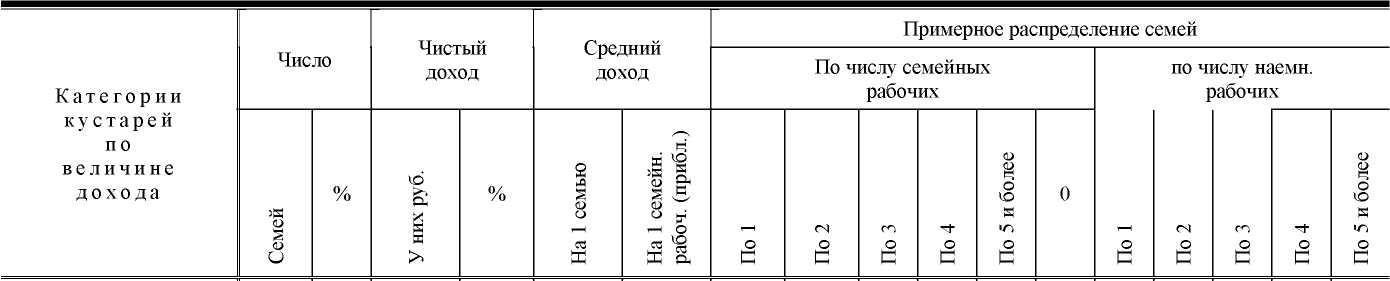 Категории
кустарей
по
величине
дохода
Число
Чистый
доход
Средний
доход
Примерное распределение семей
По числу семейных
рабочих
по числу наемн.
рабочих
Семей
%
У них руб.
%
На 1 семью
На 1 семейн.
рабоч. (прибл.)
По 1
По 2
По 3
По 4
По 5 и более
0
По 1
По 2
По 3
По 4
По 5 и более